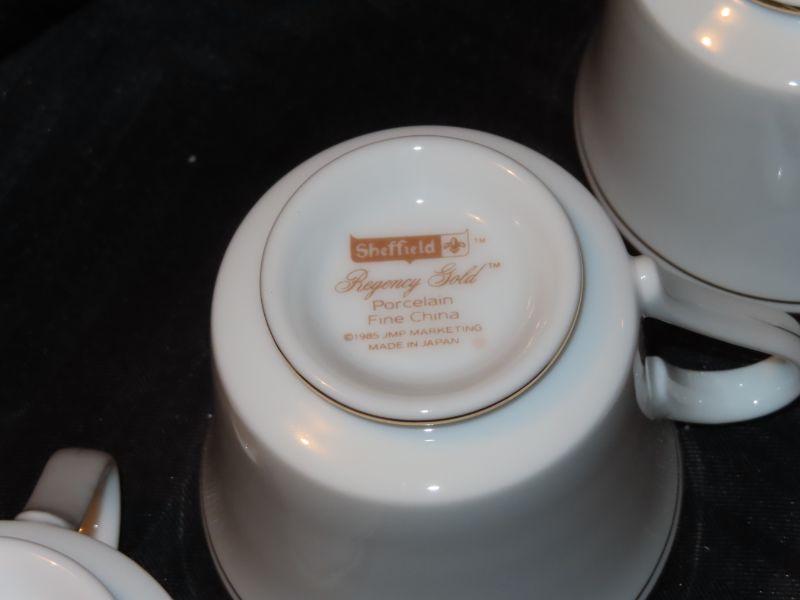 Sheffield ™
Regency Gold™
Porcelain
Fine China
©1985 JMP MARKETING
MADE IN JAPAN